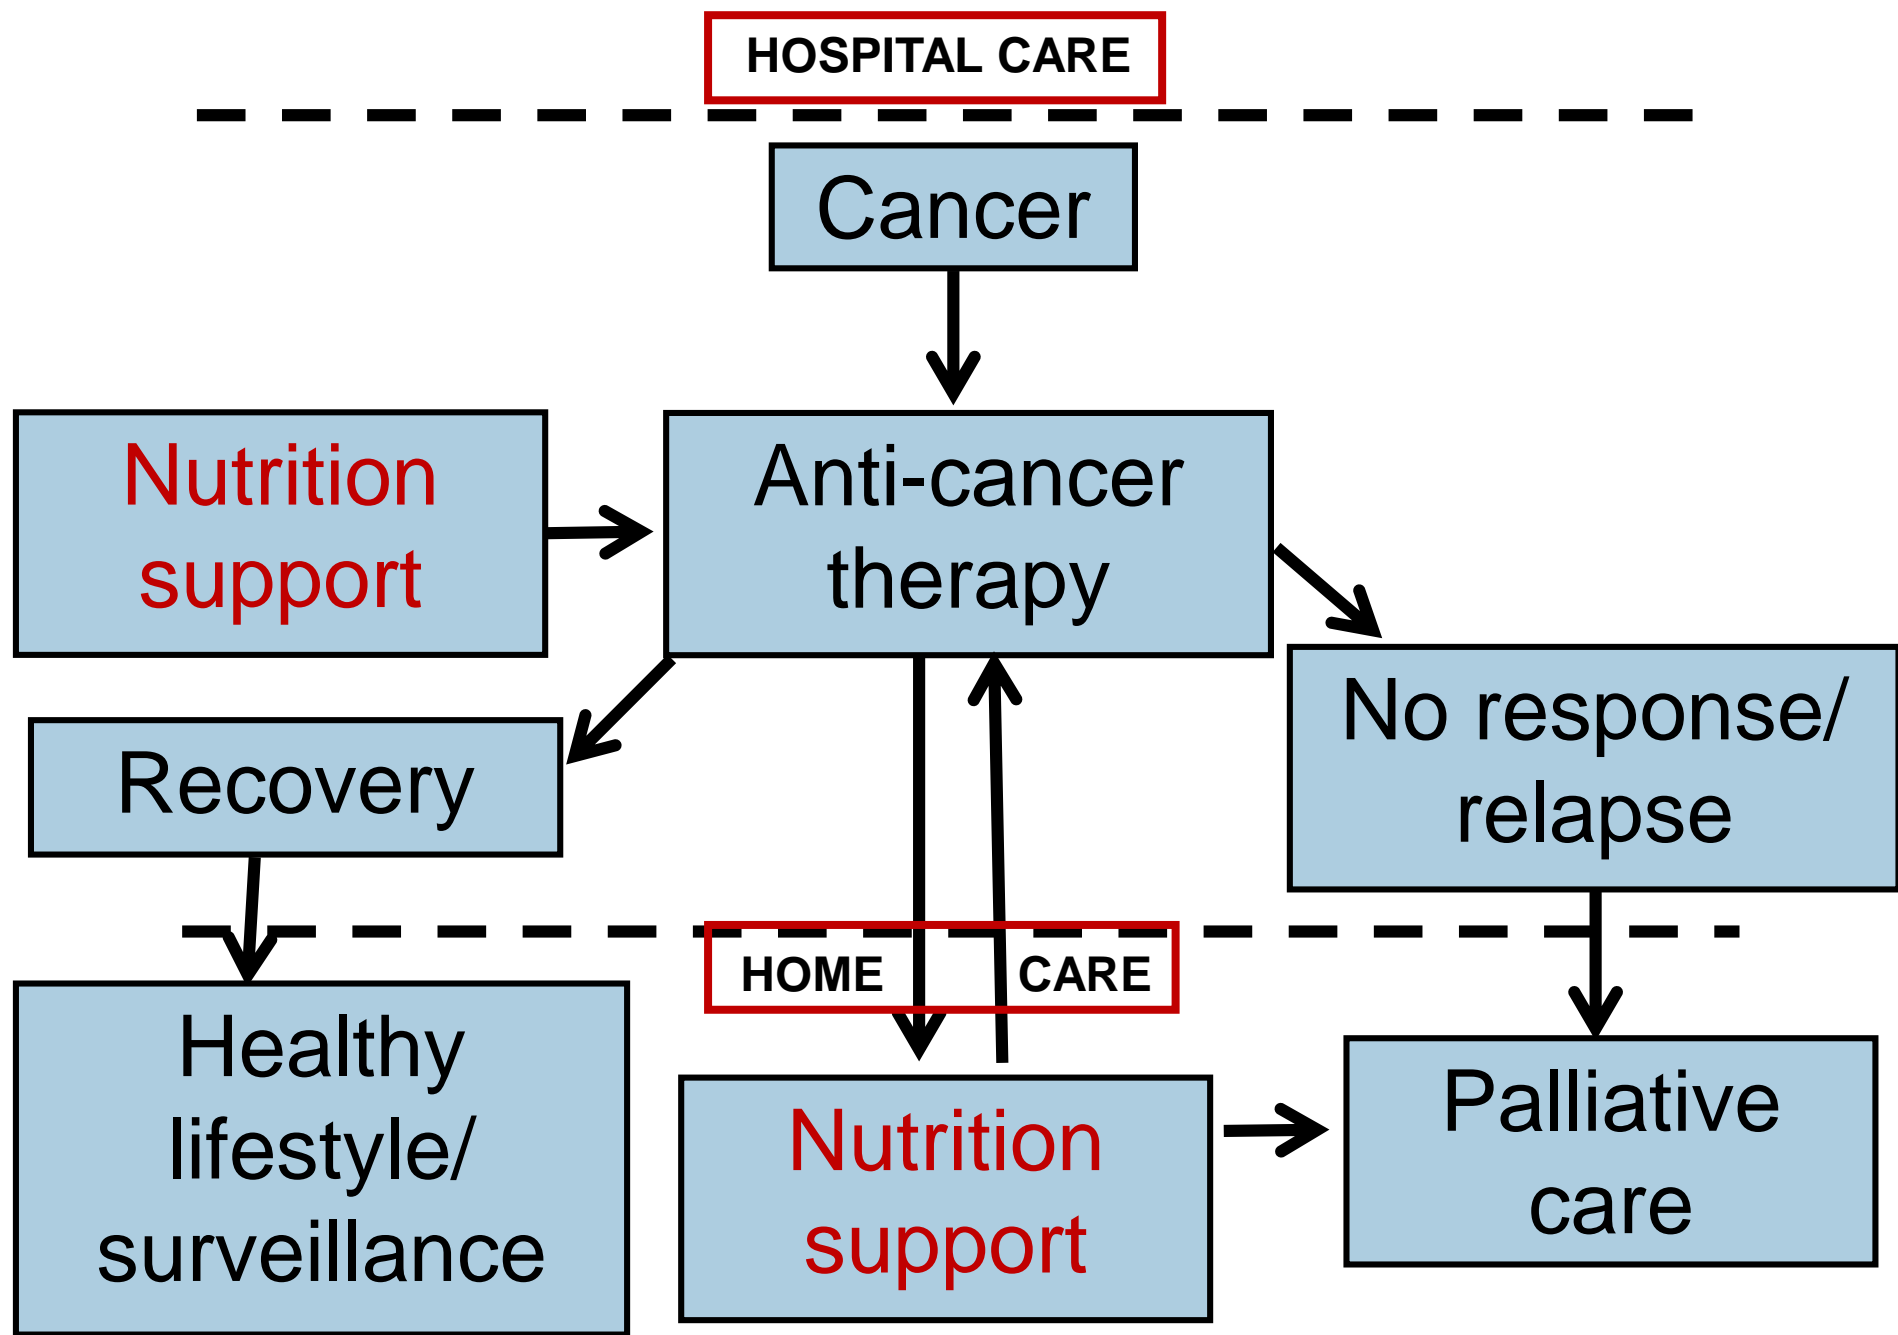 HOSPITAL CARE
Cancer
Nutrition
support
Anti-cancer
therapy
No response/
relapse
Recovery
HOME CARE
Healthy
lifestyle/
surveillance
Nutrition
support
Palliative
care